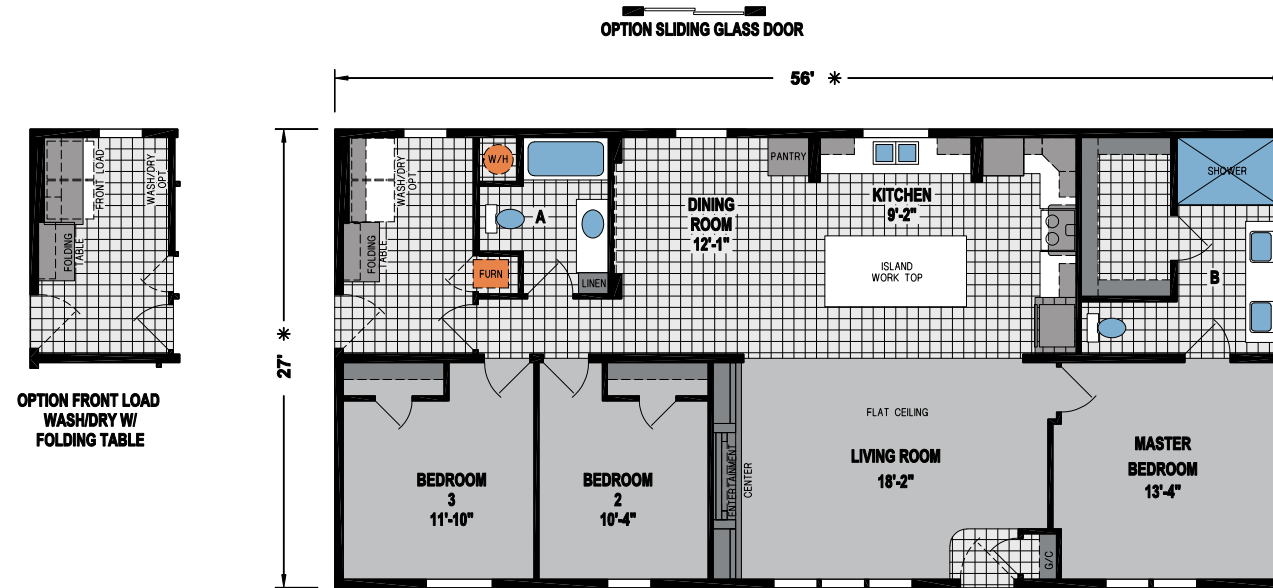 OPTION SLIDING GLASS DOOR
56' ✳
27' ✳
FRONT LOAD
WASH/DRY
OPT
FOLDING
TABLE
OPTION FRONT LOAD
WASH/DRY W/
FOLDING TABLE
WASH/DRY
OPT
FOLDING
TABLE
W/H
A
FURN
LINEN
DINING
ROOM
12'-1"
PANTRY
KITCHEN
9'-2"
ISLAND
WORK TOP
SHOWER
B
BEDROOM
3
11'-10"
BEDROOM
2
10'-4"
ENTERTAINMENT
CENTER
FLAT CEILING
LIVING ROOM
18'-2"
G/C
MASTER
BEDROOM
13'-4"